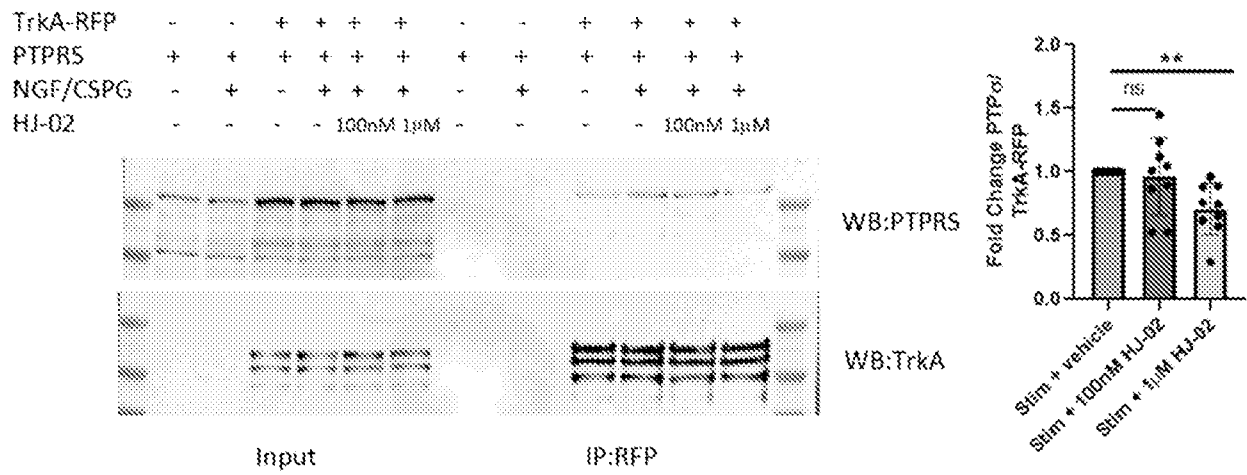 TrkA-RFP - - + + + + - - + + + +
PTPRS + + + + + + + + + + + +
NGF/CSPG - + - + + + - + - + + +
HJ-02 - - - - 100nM 1µM - - - - 100nM 1µM
WB:PTPRS
WB:TrkA
Input IP:RFP
Fold Change PTPσ/
TrkA-RFP
2.0
1.5
1.0
0.5
0.0
**
ns
Stim + vehicle
Stim + 100nM HJ-02
Stim + 1µM HJ-02